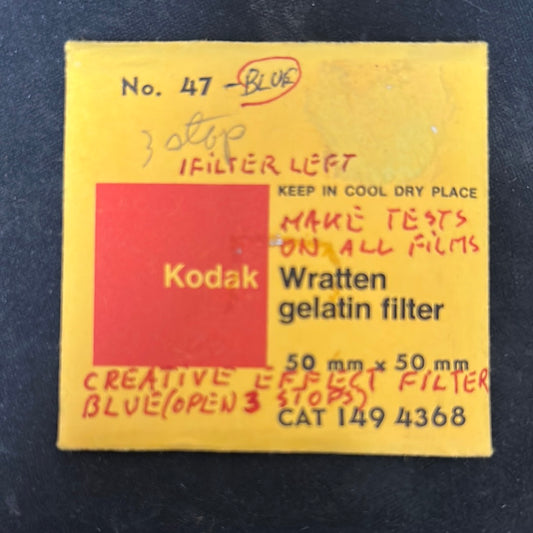 No. 47 - BLUE
3 stop
1 FILTER LEFT
KEEP IN COOL DRY PLACE
MAKE TESTS
ON ALL FILMS
Kodak
Wratten
gelatin filter
50 mm x 50 mm
CREATIVE EFFEST FILTER
BLUE (OPEN 3 STOPS)
CAT 149 4368